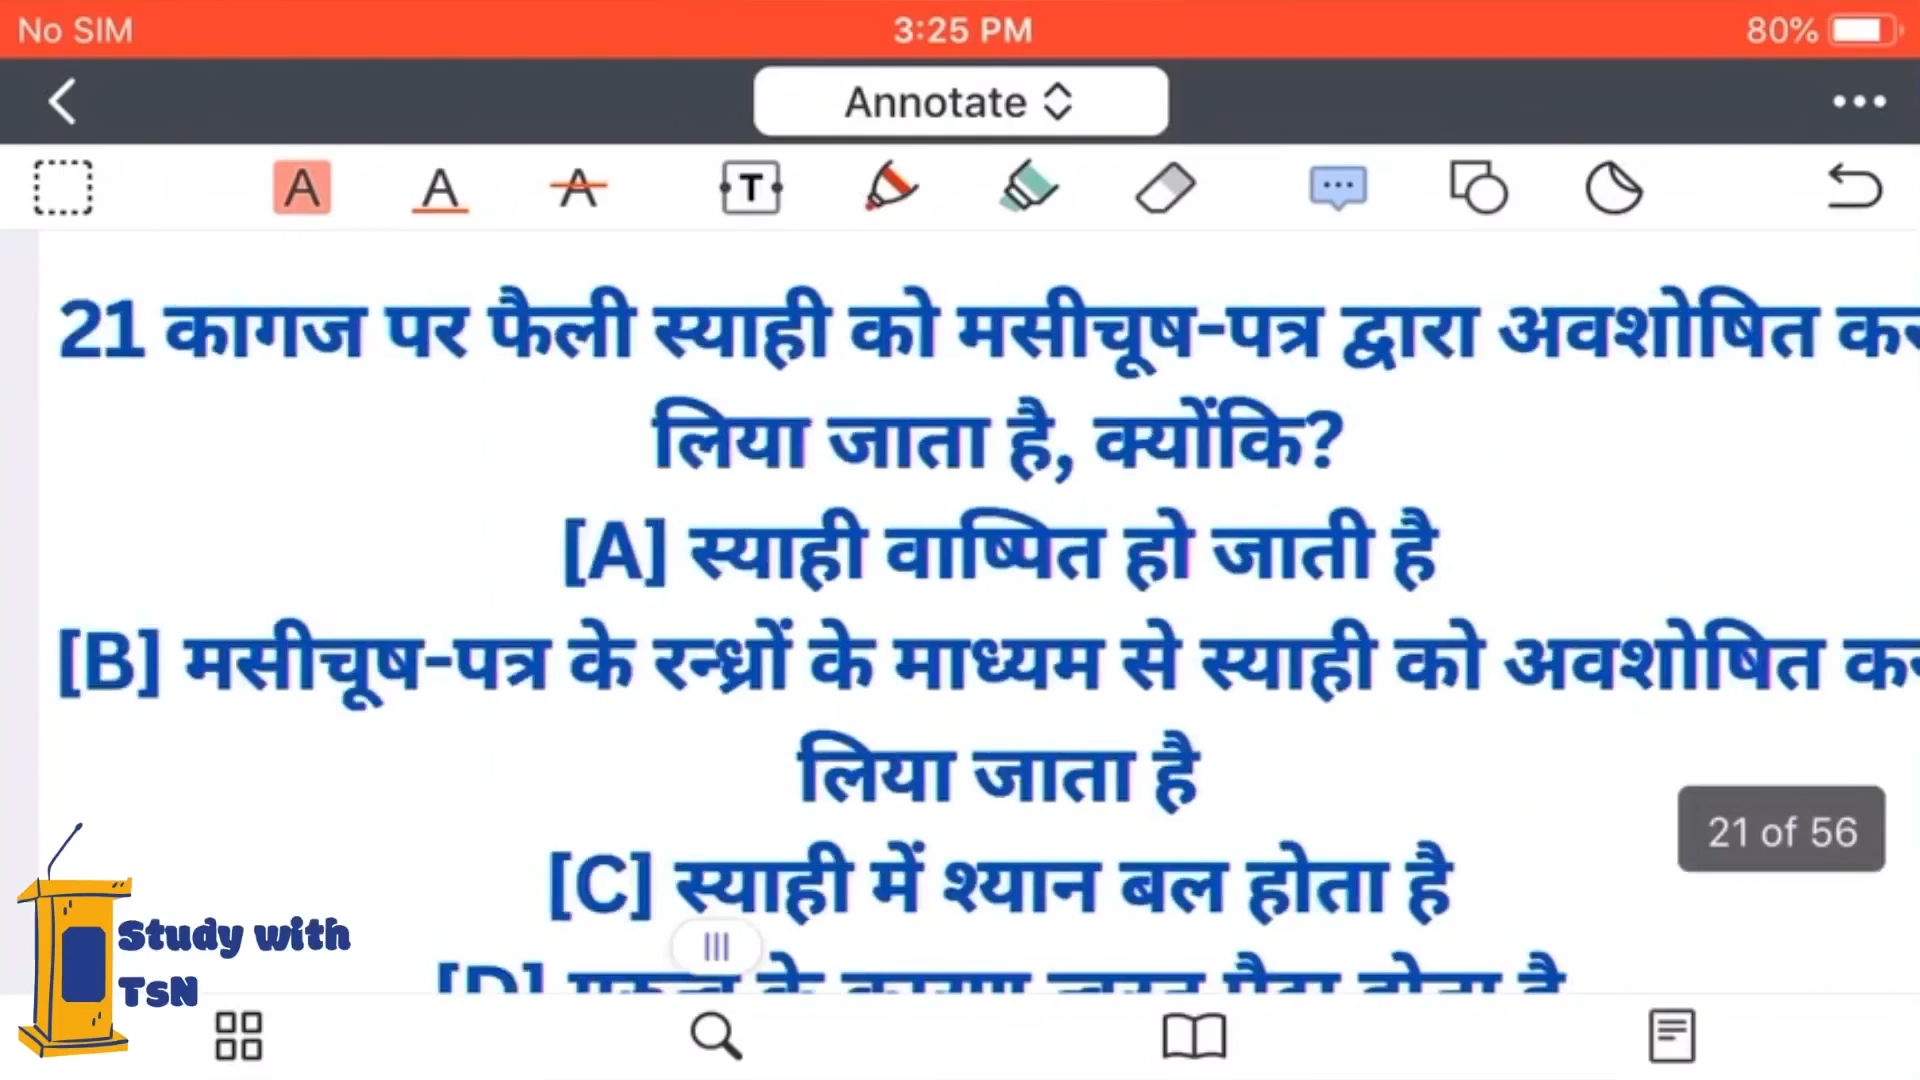 No SIM 3:25 PM 80%
Annotate
A A A T
21 कागज पर फैली स्याही को मसीचूष-पत्र द्वारा अवशोषित
लिया जाता है, क्योंकि?
[A] स्याही वाष्पित हो जाती है
[B] मसीचूष-पत्र के रन्ध्रों के माध्यम से स्याही को अवशोषित
लिया जाता है
21 of 56
[C] स्याही में श्यान बल होता है
[D] के कारण होता है
Study with
TsN